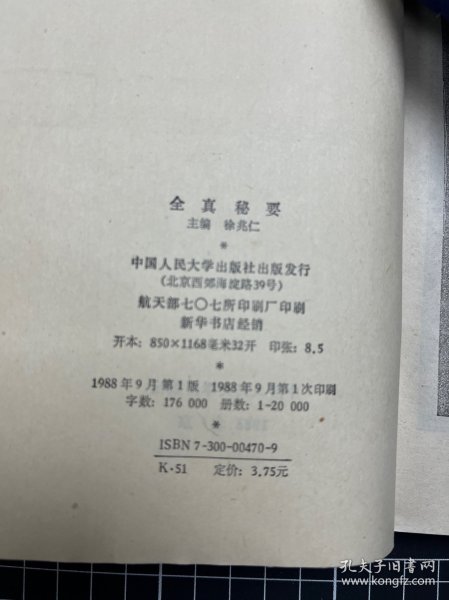 全真秘要
主编 徐兆仁
*
中国人民大学出版社出版发行
(北京西郊海淀路39号)
航天部七〇七所印刷厂印刷
新华书店经销
开本: 850×1168毫米32开 印张: 8.5
*
1988年9月第1版 1988年9月第1次印刷
字数: 176 000 册数: 1-20 000
*
ISBN 7-300-00470-9
K·51 定价: 3.75元
孔夫子旧书网
www.kongfz.com